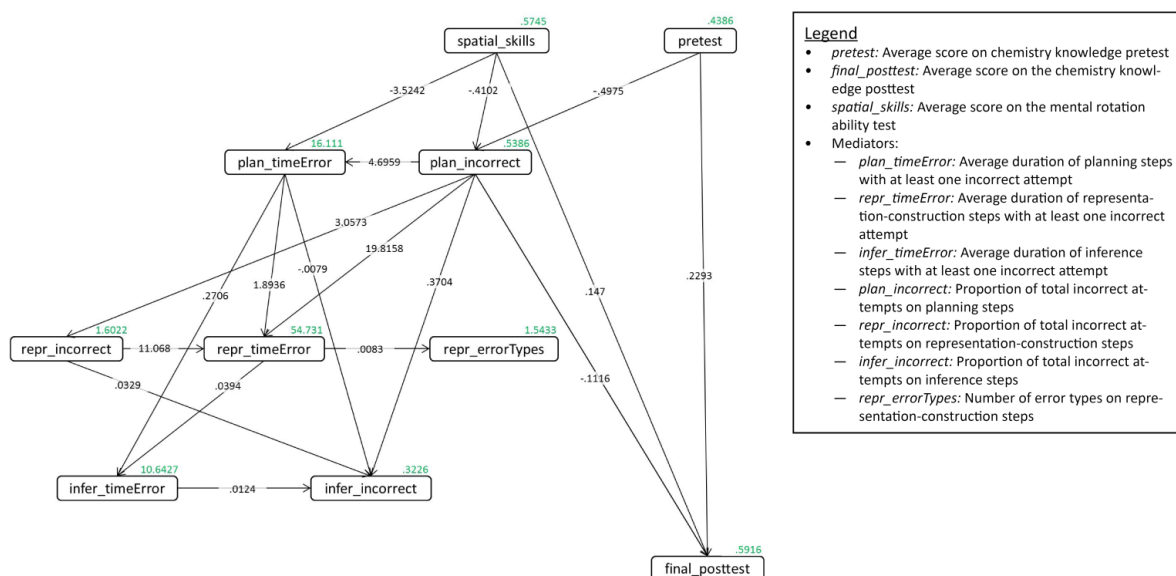 .5745
spatial_skills
.4386
pretest
-3.5242
-.4102
-.4975
16.111
plan_timeError
4.6959
.5386
plan_incorrect
3.0573
19.8158
-.0079
.2706
1.8936
.3704
.147
.2293
1.6022
repr_incorrect
11.068
54.731
repr_timeError
.0083
1.5433
repr_errorTypes
.0329
.0394
-.1116
10.6427
infer_timeError
.0124
.3226
infer_incorrect
.5916
final_posttest
Legend
• pretest: Average score on chemistry knowledge pretest
• final_posttest: Average score on the chemistry knowl-
edge posttest
• spatial_skills: Average score on the mental rotation
ability test
• Mediators:
— plan_timeError: Average duration of planning steps
with at least one incorrect attempt
— repr_timeError: Average duration of representa-
tion-construction steps with at least one incorrect
attempt
— infer_timeError: Average duration of inference
steps with at least one incorrect attempt
— plan_incorrect: Proportion of total incorrect at-
tempts on planning steps
— repr_incorrect: Proportion of total incorrect at-
tempts on representation-construction steps
— infer_incorrect: Proportion of total incorrect at-
tempts on inference steps
— repr_errorTypes: Number of error types on repre-
sentation-construction steps